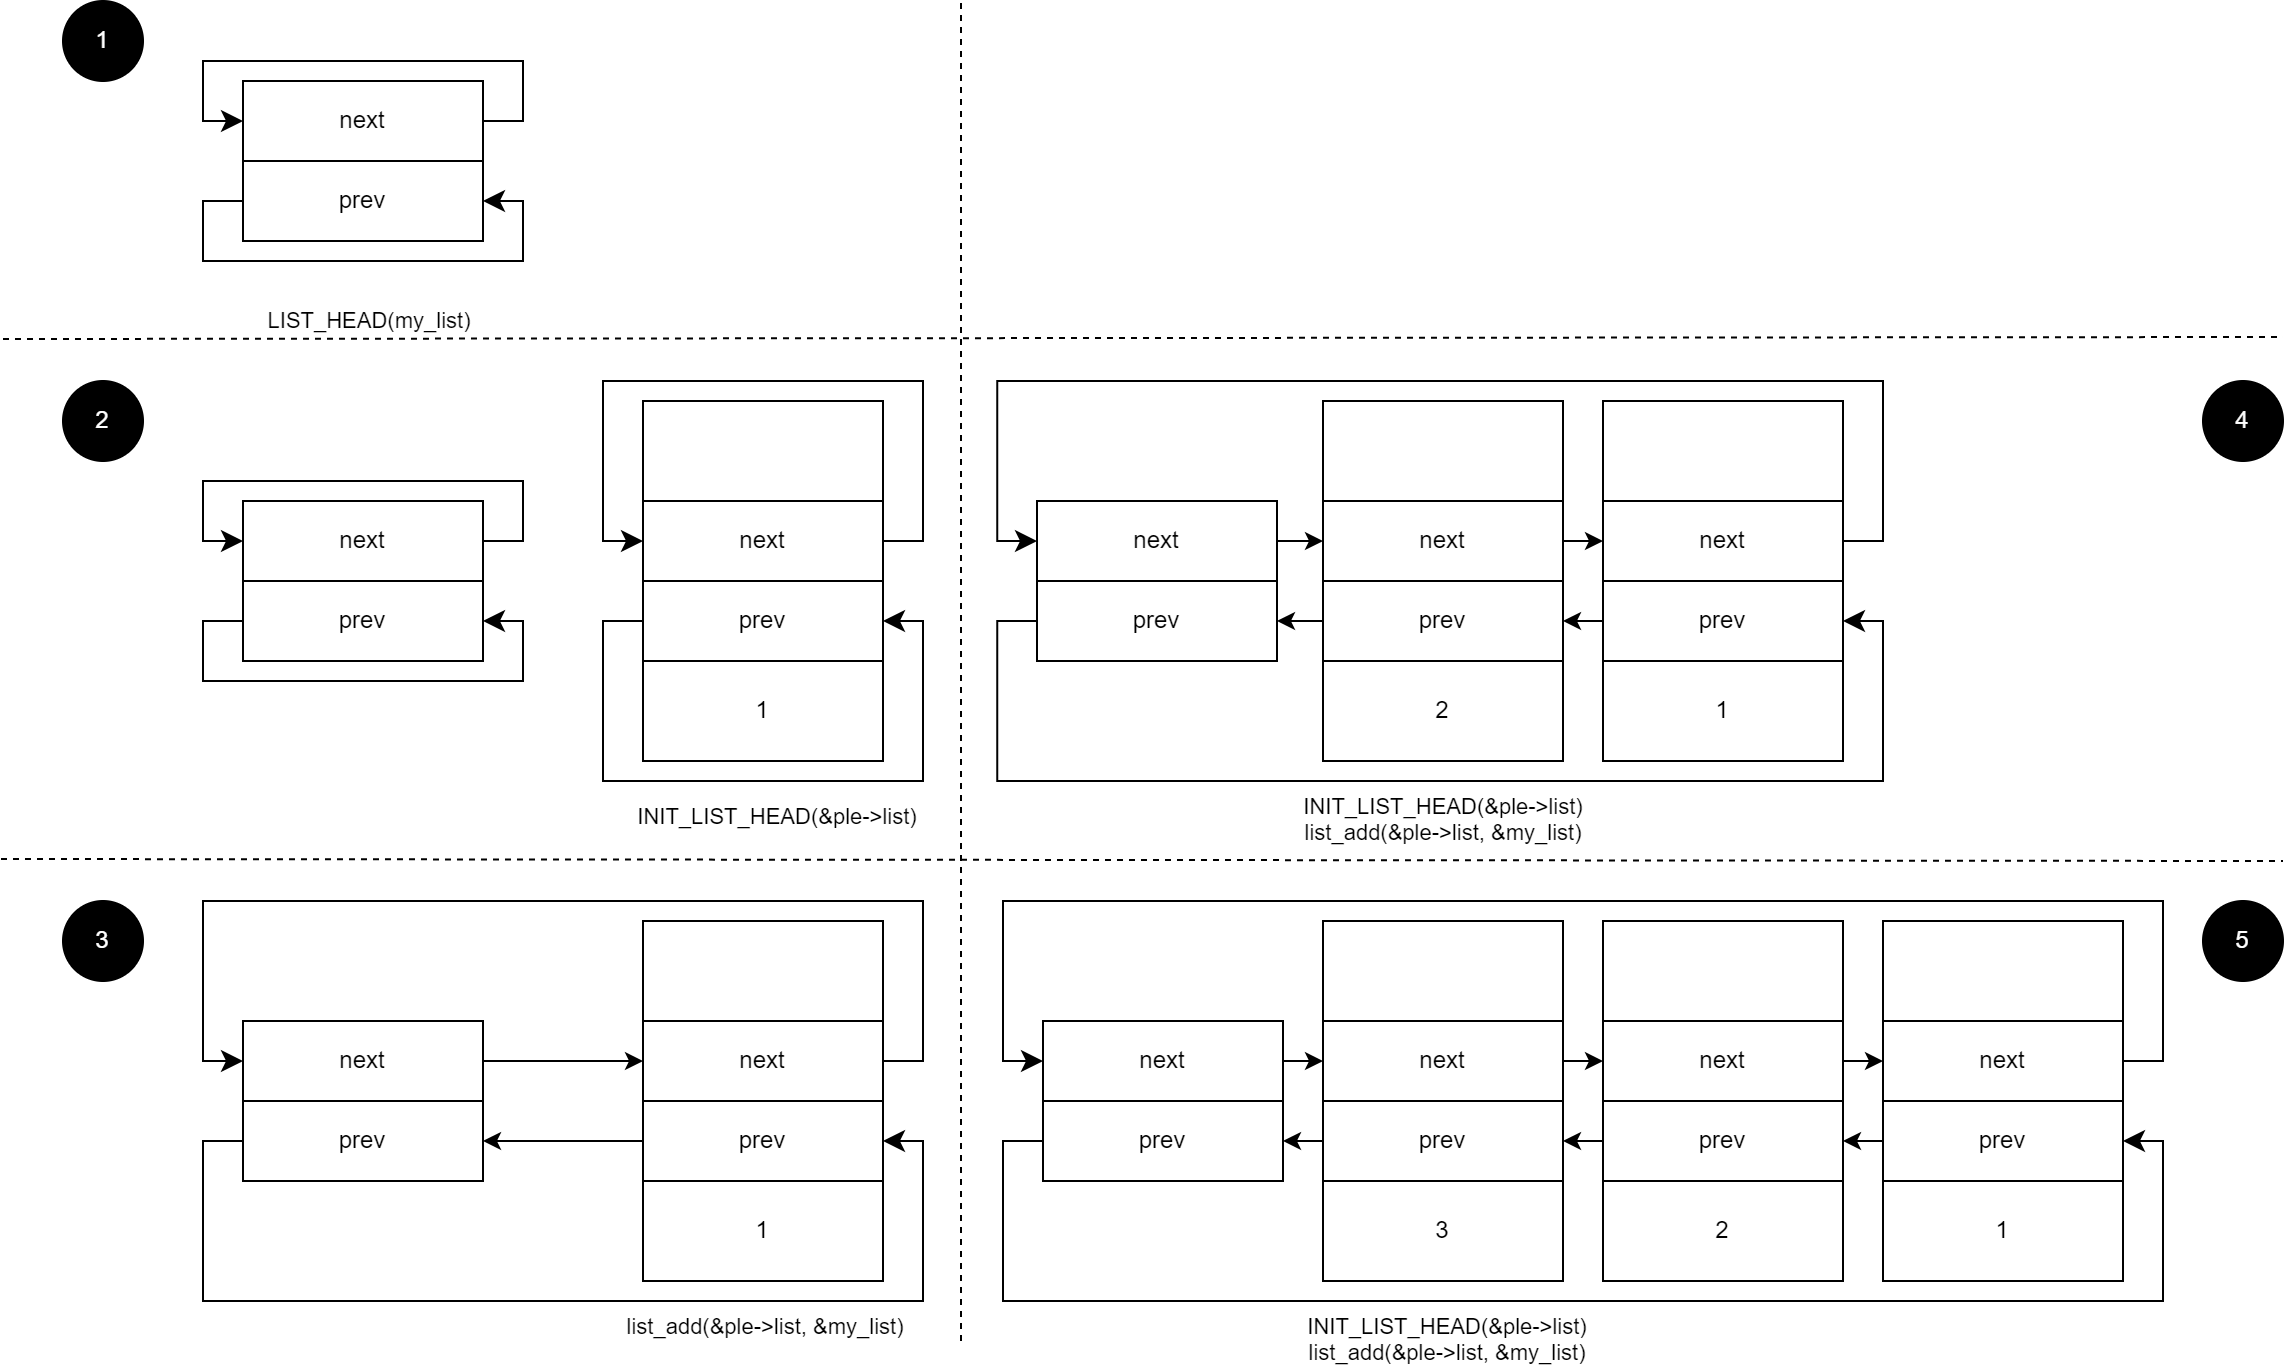 1
next
prev
LIST_HEAD(my_list)
2
next
prev
next
prev
1
INIT_LIST_HEAD(&ple->list)
3
next
prev
next
prev
1
list_add(&ple->list, &my_list)
4
next
prev
next
prev
2
next
prev
1
INIT_LIST_HEAD(&ple->list)
list_add(&ple->list, &my_list)
5
next
prev
next
prev
3
next
prev
2
next
prev
1
INIT_LIST_HEAD(&ple->list)
list_add(&ple->list, &my_list)